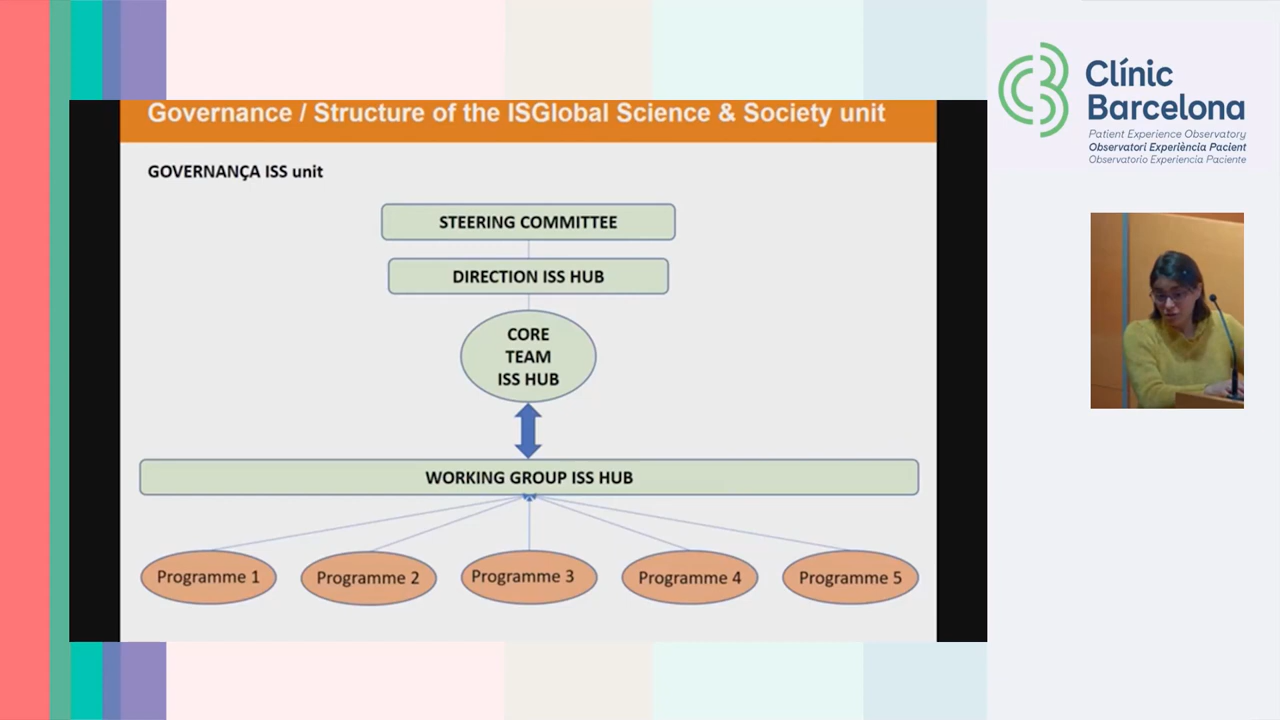 Governance / Structure of the ISGlobal Science & Society unit
GOVERNANÇA ISS unit
STEERING COMMITTEE
DIRECTION ISS HUB
CORE
TEAM
ISS HUB
WORKING GROUP ISS HUB
Programme 1
Programme 2
Programme 3
Programme 4
Programme 5
Clínic
Barcelona
Patient Experience Observatory
Observatori Experiència Pacient
Observatorio Experiencia Paciente